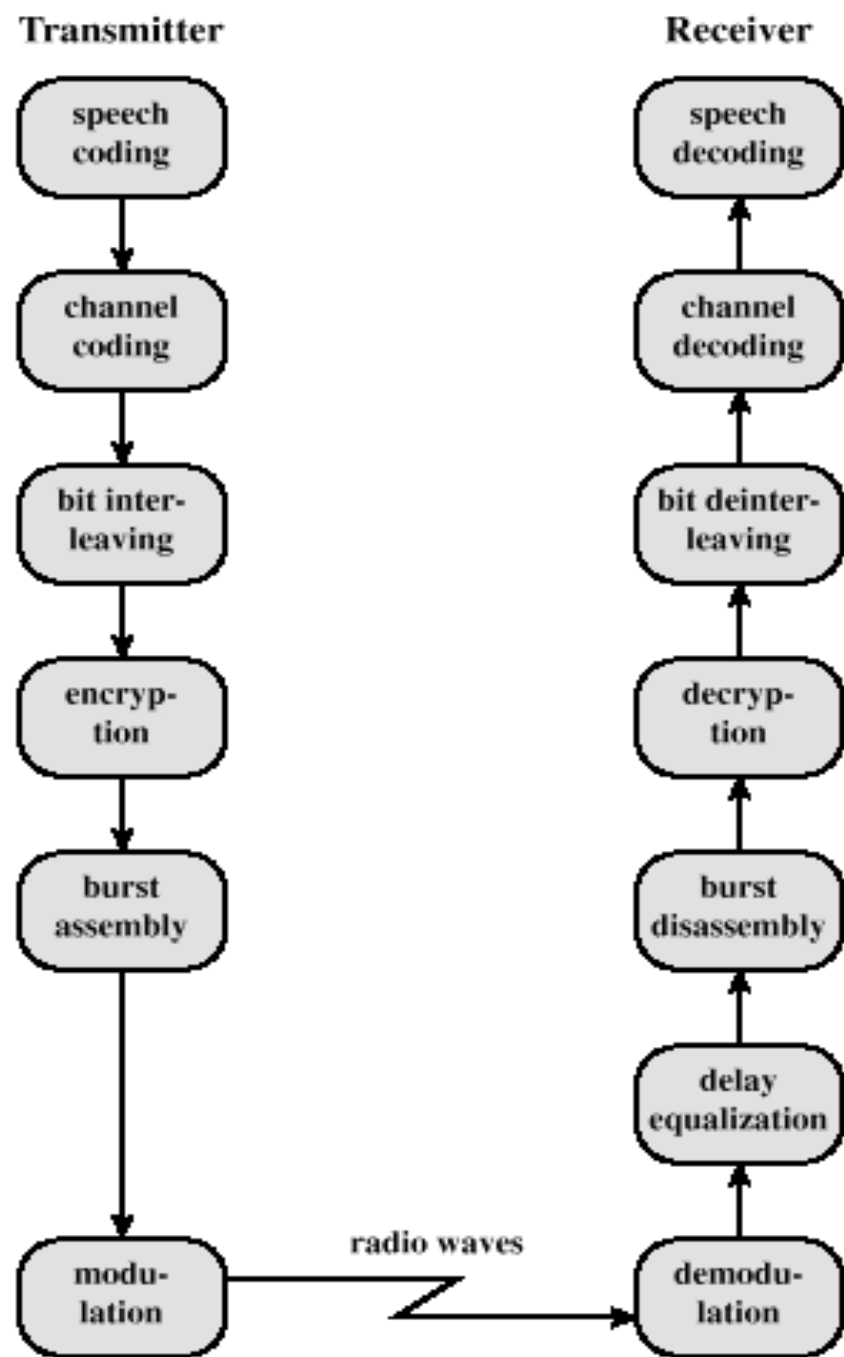 Transmitter
speech
coding
channel
coding
bit inter-
leaving
encryp-
tion
burst
assembly
modu-
lation
radio waves
Receiver
speech
decoding
channel
decoding
bit deinter-
leaving
decryp-
tion
burst
disassembly
delay
equalization
demodu-
lation